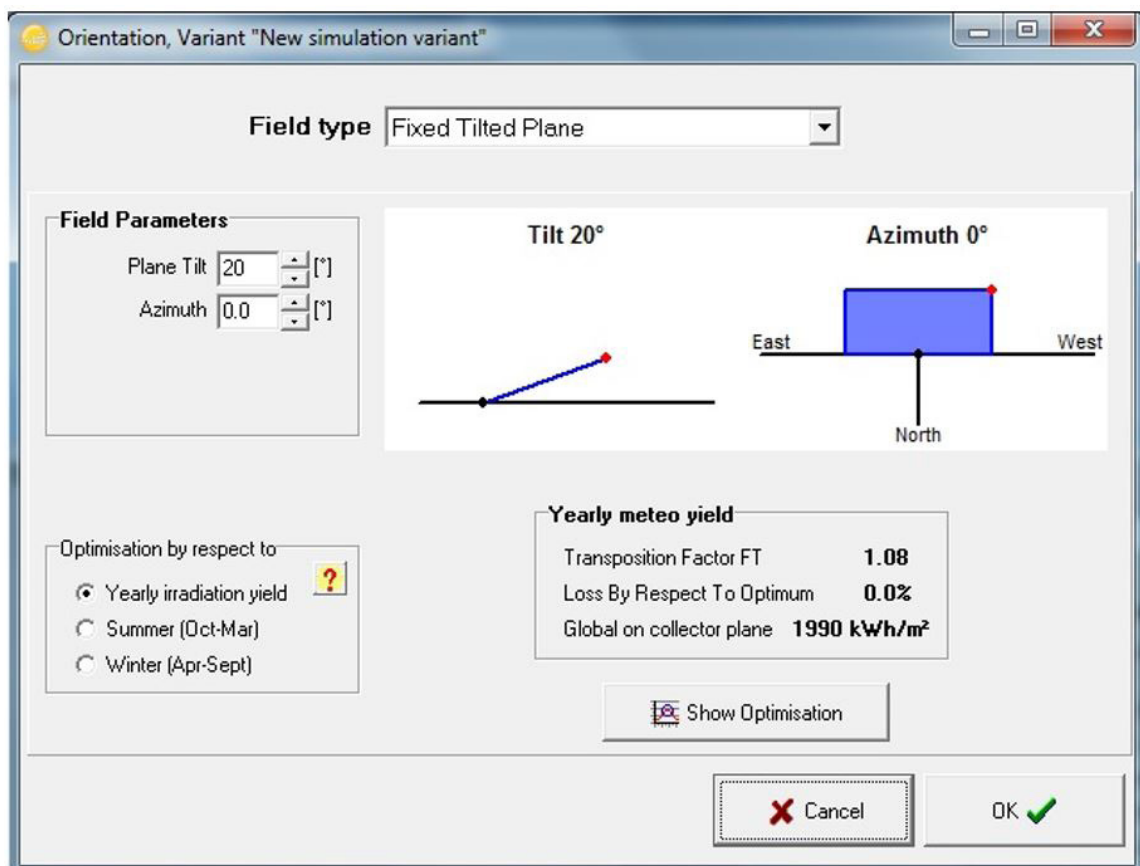 Orientation, Variant "New simulation variant"
Field type Fixed Tilted Plane
Field Parameters
Plane Tilt 20 [°]
Azimuth 0.0 [°]
Tilt 20°
Azimuth 0°
East
West
North
Optimisation by respect to
?
Yearly irradiation yield
Summer (Oct-Mar)
Winter (Apr-Sept)
Yearly meteo yield
Transposition Factor FT 1.08
Loss By Respect To Optimum 0.0%
Global on collector plane 1990 kWh/m²
Show Optimisation
Cancel
OK